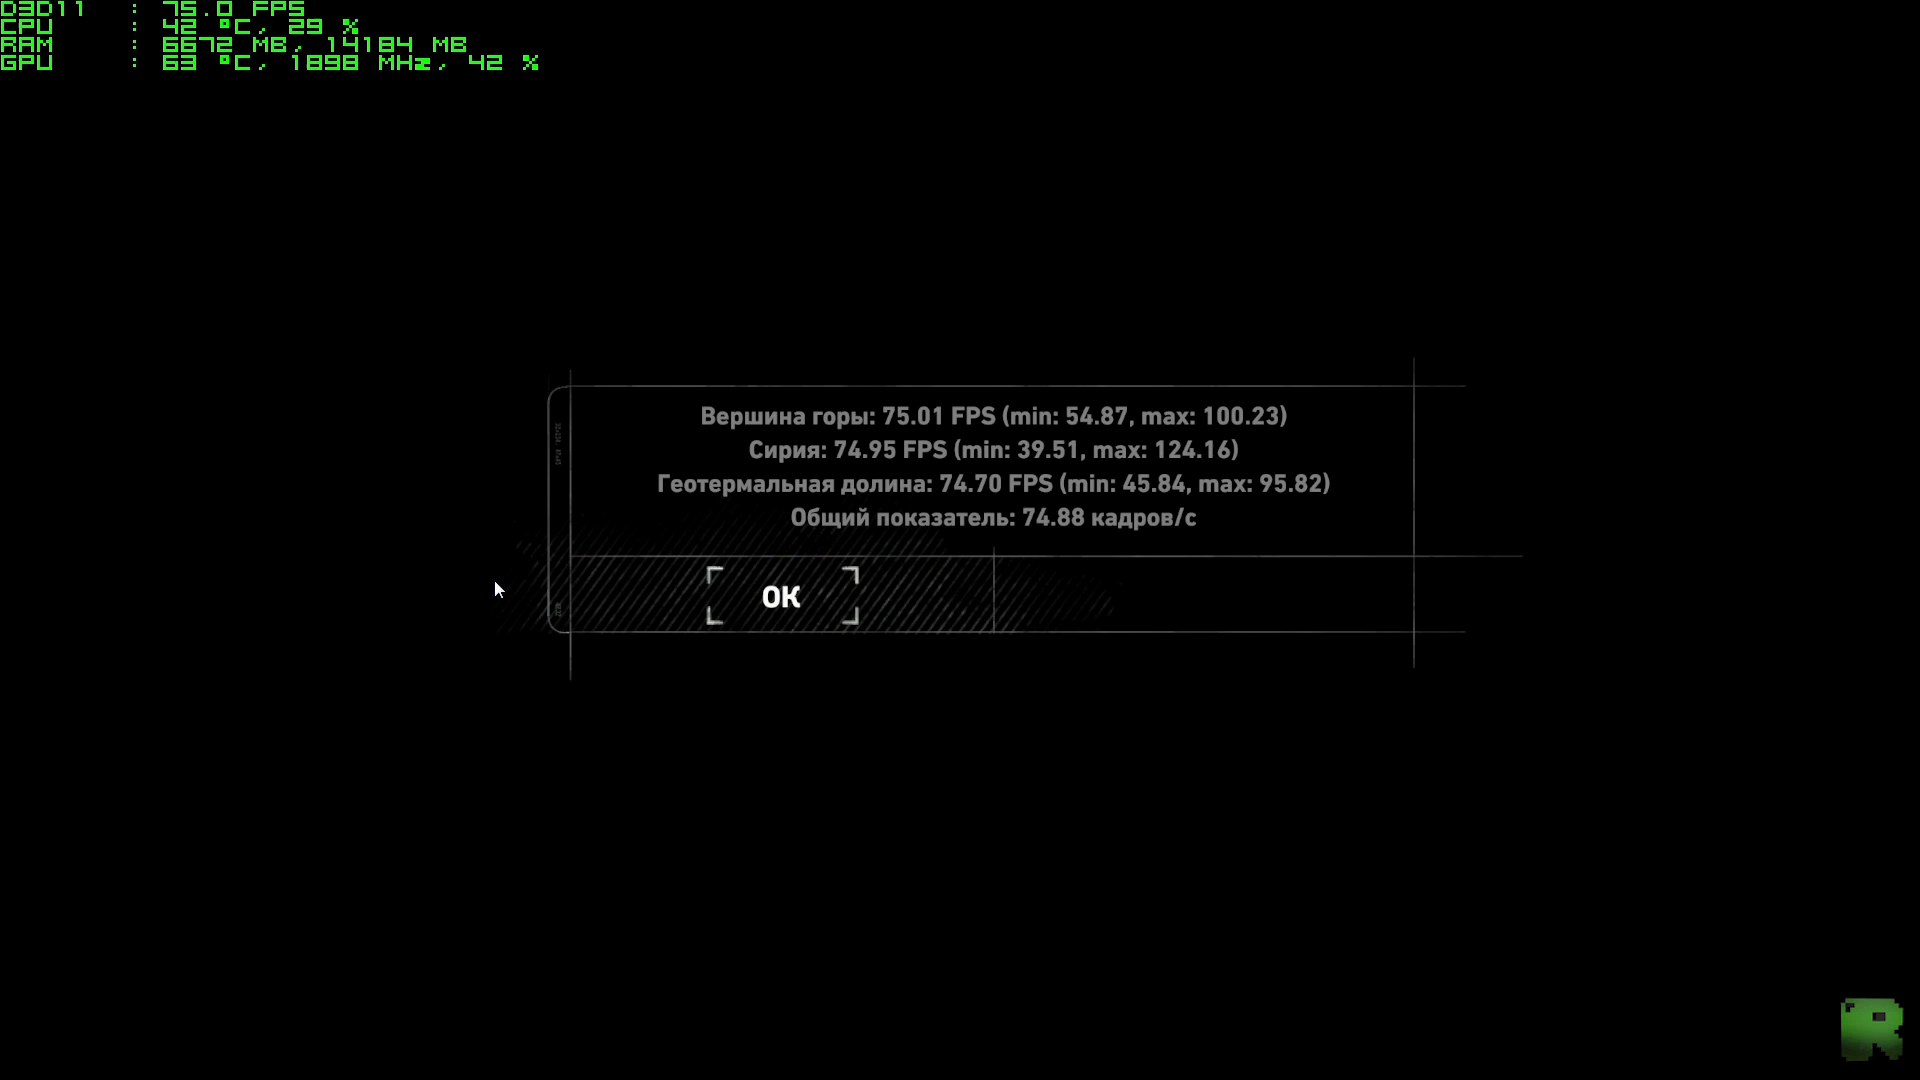 D3D11 : 75.0 FPS
CPU : 42 °C, 29 %
RAM : 6672 MB, 14184 MB
GPU : 63 °C, 1898 MHz, 42 %
Вершина горы: 75.01 FPS (min: 54.87, max: 100.23)
Сирия: 74.95 FPS (min: 39.51, max: 124.16)
Геотермальная долина: 74.70 FPS (min: 45.84, max: 95.82)
Общий показатель: 74.88 кадров/с
ОК
R